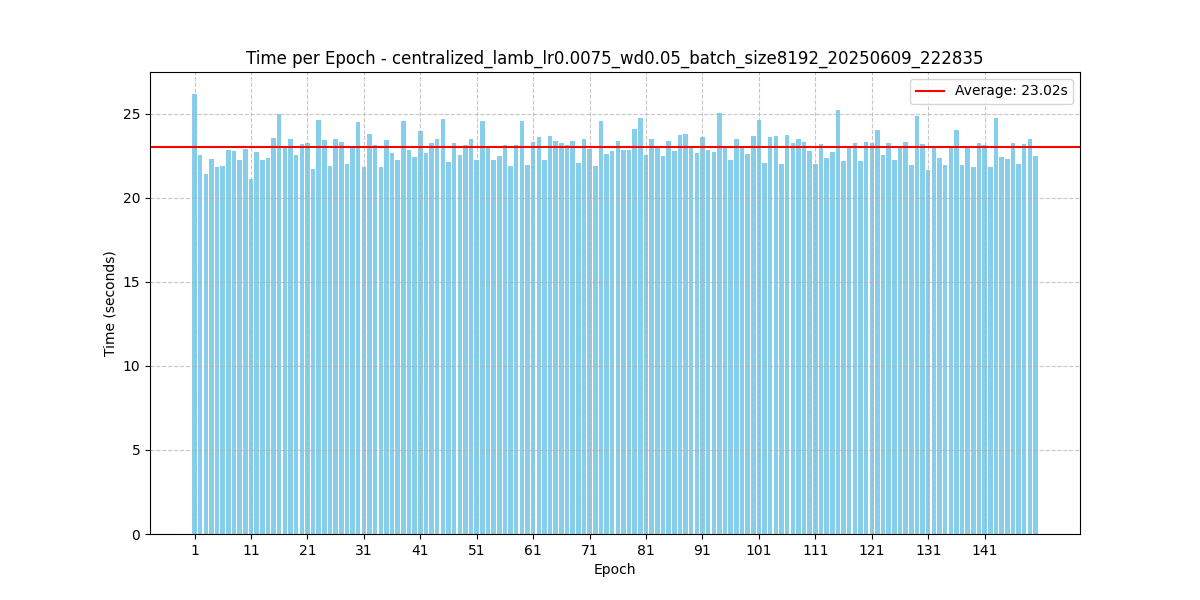 Time per Epoch - centralized_lamb_lr0.0075_wd0.05_batch_size8192_20250609_222835
Average: 23.02s
25
20
15
10
5
0
Time (seconds)
1 11 21 31 41 51 61 71 81 91 101 111 121 131 141
Epoch